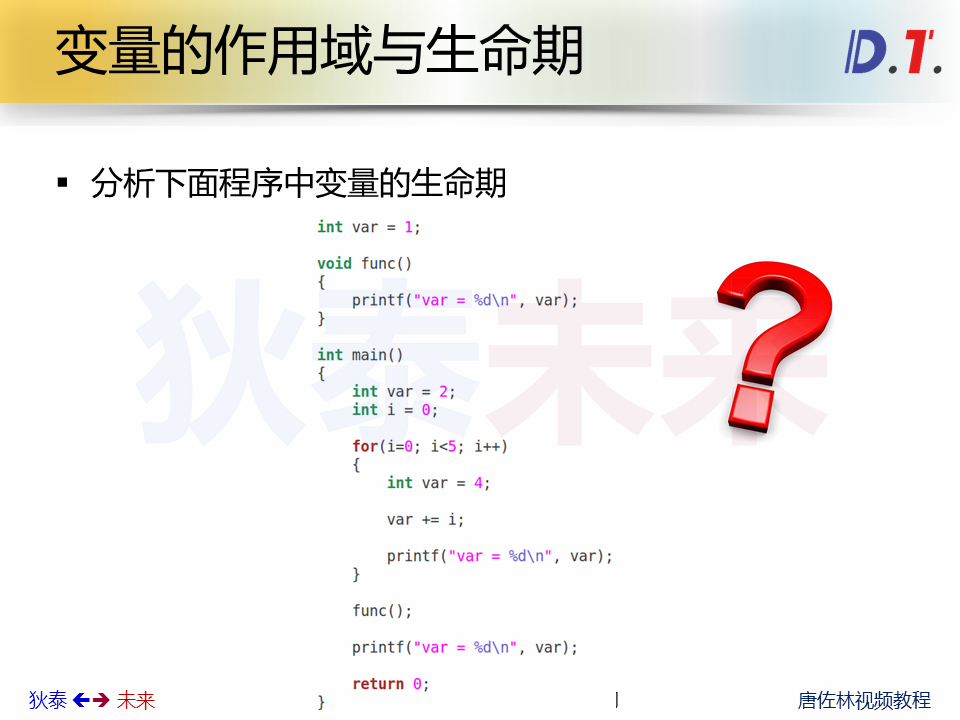 变量的作用域与生命期
D.T.
▪ 分析下面程序中变量的生命期
int var = 1;
void func()
{
    printf("var = %d\n", var);
}
int main()
{
    int var = 2;
    int i = 0;
    for(i=0; i<5; i++)
    {
        int var = 4;
        var += i;
        printf("var = %d\n", var);
    }
    func();
    printf("var = %d\n", var);
    return 0;
}
狄泰未来
狄泰 ←→ 未来
唐佐林视频教程